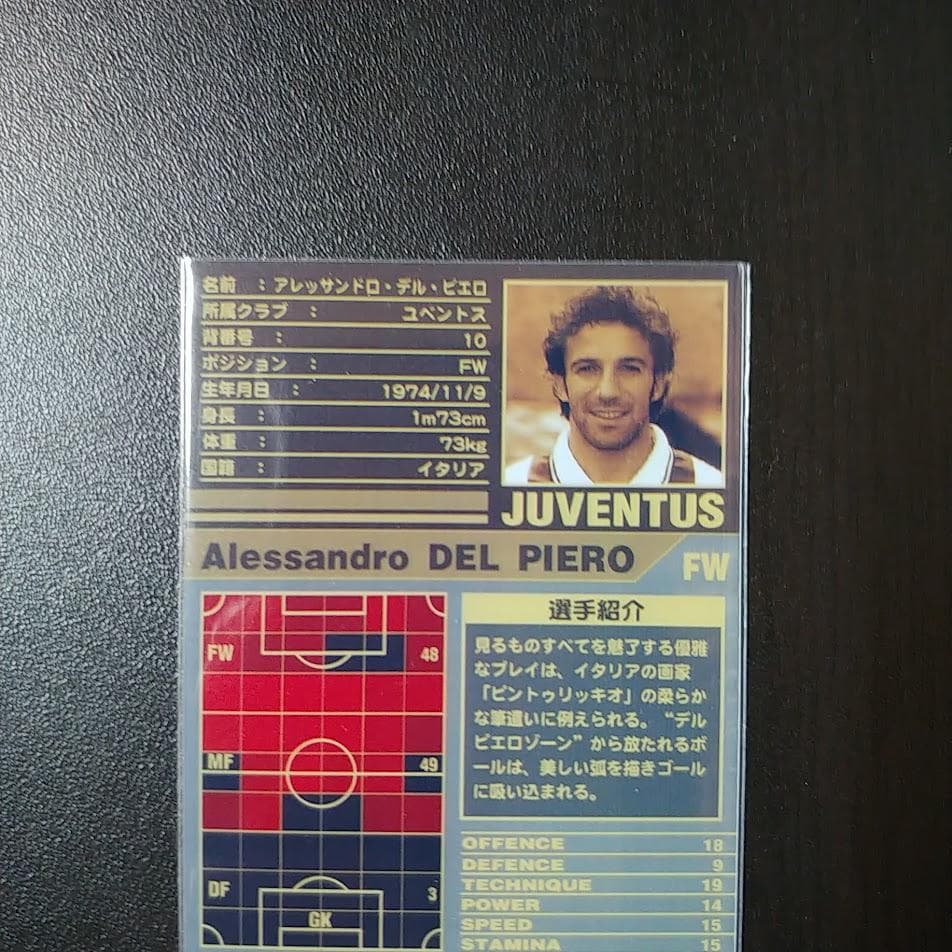 名前 : アレッサンドロ・デル・ピエロ
所属クラブ : ユベントス
背番号 : 10
ポジション : FW
生年月日 : 1974/11/9
身長 : 1m73cm
体重 : 73kg
国籍 : イタリア
JUVENTUS
Alessandro DEL PIERO FW
FW 48
MF 49
DF 3
GK
選手紹介
見るものすべてを魅了する優雅
なプレイは、イタリアの画家
「ピントゥリッキオ」の柔らか
な筆遣いに例えられる。“デル
ピエロゾーン”から放たれるボ
ールは、美しい弧を描きゴール
に吸い込まれる。
OFFENCE 18
DEFENCE 9
TECHNIQUE 19
POWER 14
SPEED 15
STAMINA 15